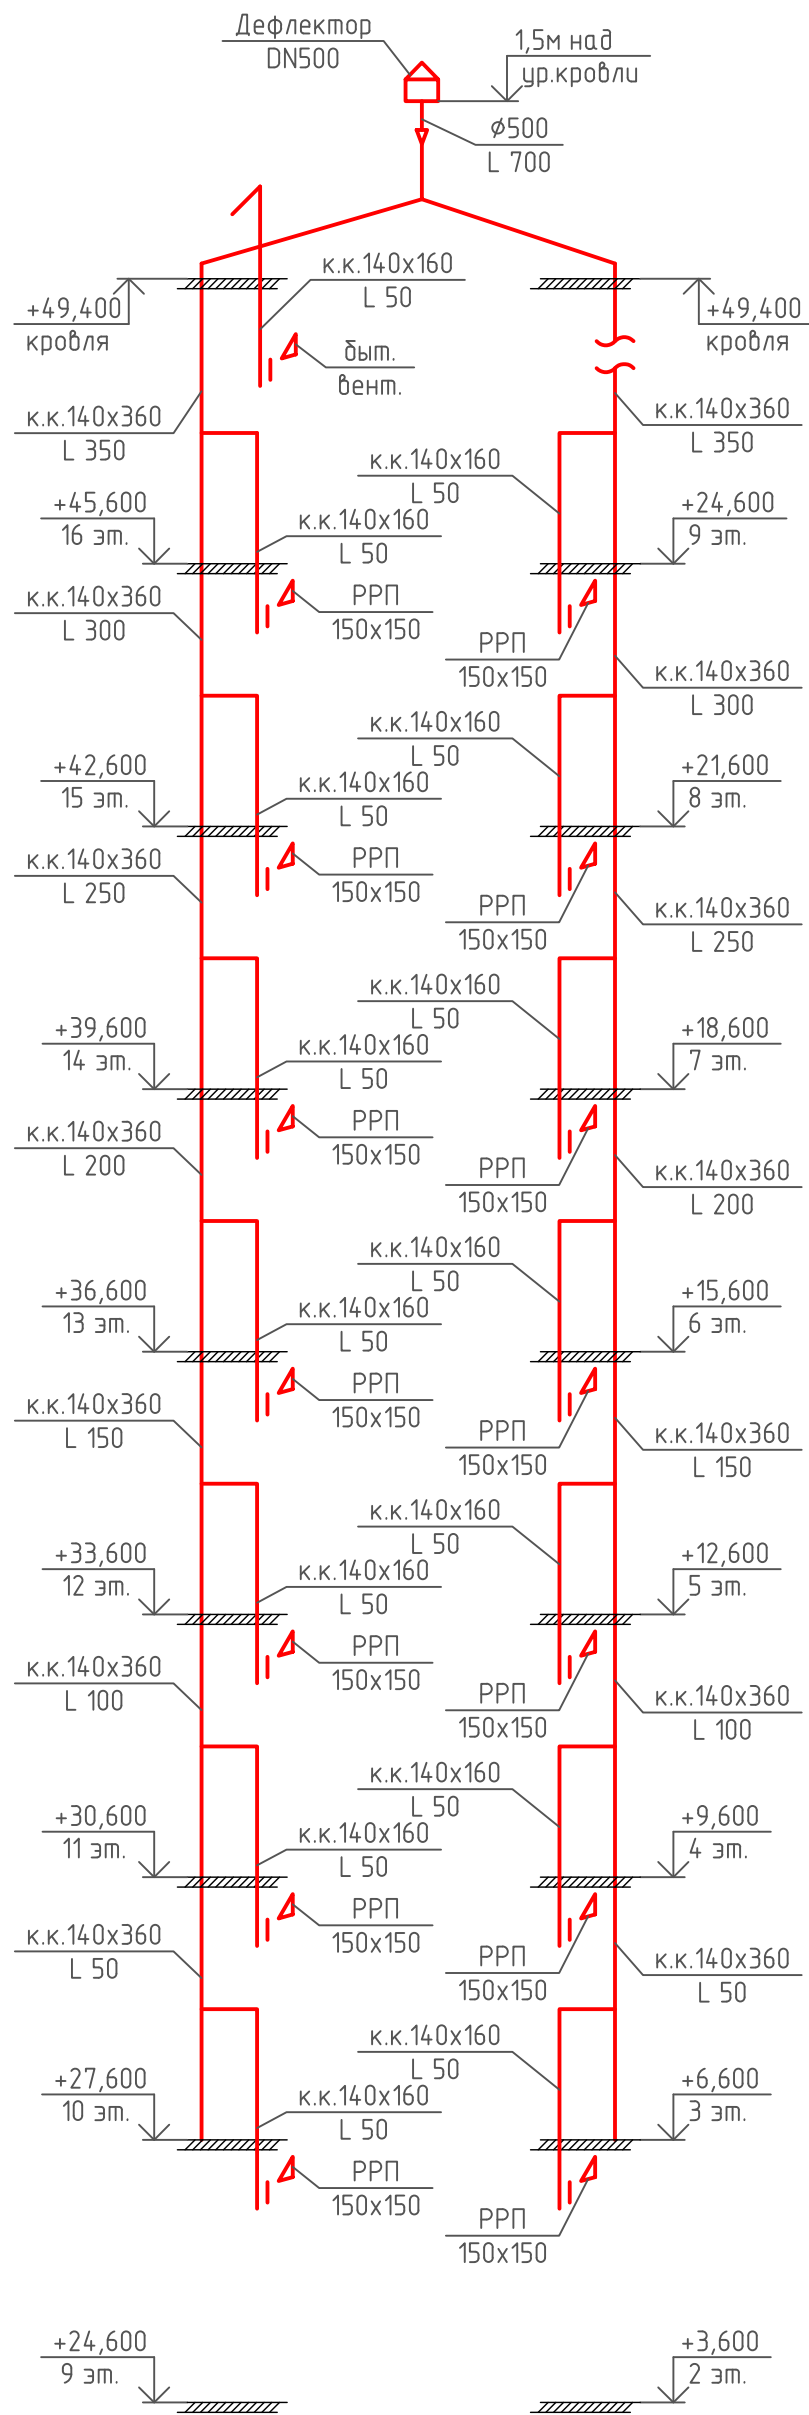 Дефлектор
DN500
1,5м над
ур.кровли
ø500
L 700
к.к.140х160
L 50
+49,400
кровля
+49,400
кровля
быт.
вент.
к.к.140х360
L 350
к.к.140х360
L 350
к.к.140х160
L 50
+45,600
16 эт.
+24,600
9 эт.
к.к.140х160
L 50
к.к.140х360
L 300
РРП
150х150
РРП
150х150
к.к.140х360
L 300
к.к.140х160
L 50
+42,600
15 эт.
+21,600
8 эт.
к.к.140х160
L 50
к.к.140х360
L 250
РРП
150х150
РРП
150х150
к.к.140х360
L 250
к.к.140х160
L 50
+39,600
14 эт.
+18,600
7 эт.
к.к.140х160
L 50
к.к.140х360
L 200
РРП
150х150
РРП
150х150
к.к.140х360
L 200
к.к.140х160
L 50
+36,600
13 эт.
+15,600
6 эт.
к.к.140х160
L 50
к.к.140х360
L 150
РРП
150х150
РРП
150х150
к.к.140х360
L 150
к.к.140х160
L 50
+33,600
12 эт.
+12,600
5 эт.
к.к.140х160
L 50
к.к.140х360
L 100
РРП
150х150
РРП
150х150
к.к.140х360
L 100
к.к.140х160
L 50
+30,600
11 эт.
+9,600
4 эт.
к.к.140х160
L 50
к.к.140х360
L 50
РРП
150х150
РРП
150х150
к.к.140х360
L 50
к.к.140х160
L 50
+27,600
10 эт.
+6,600
3 эт.
к.к.140х160
L 50
РРП
150х150
РРП
150х150
+24,600
9 эт.
+3,600
2 эт.